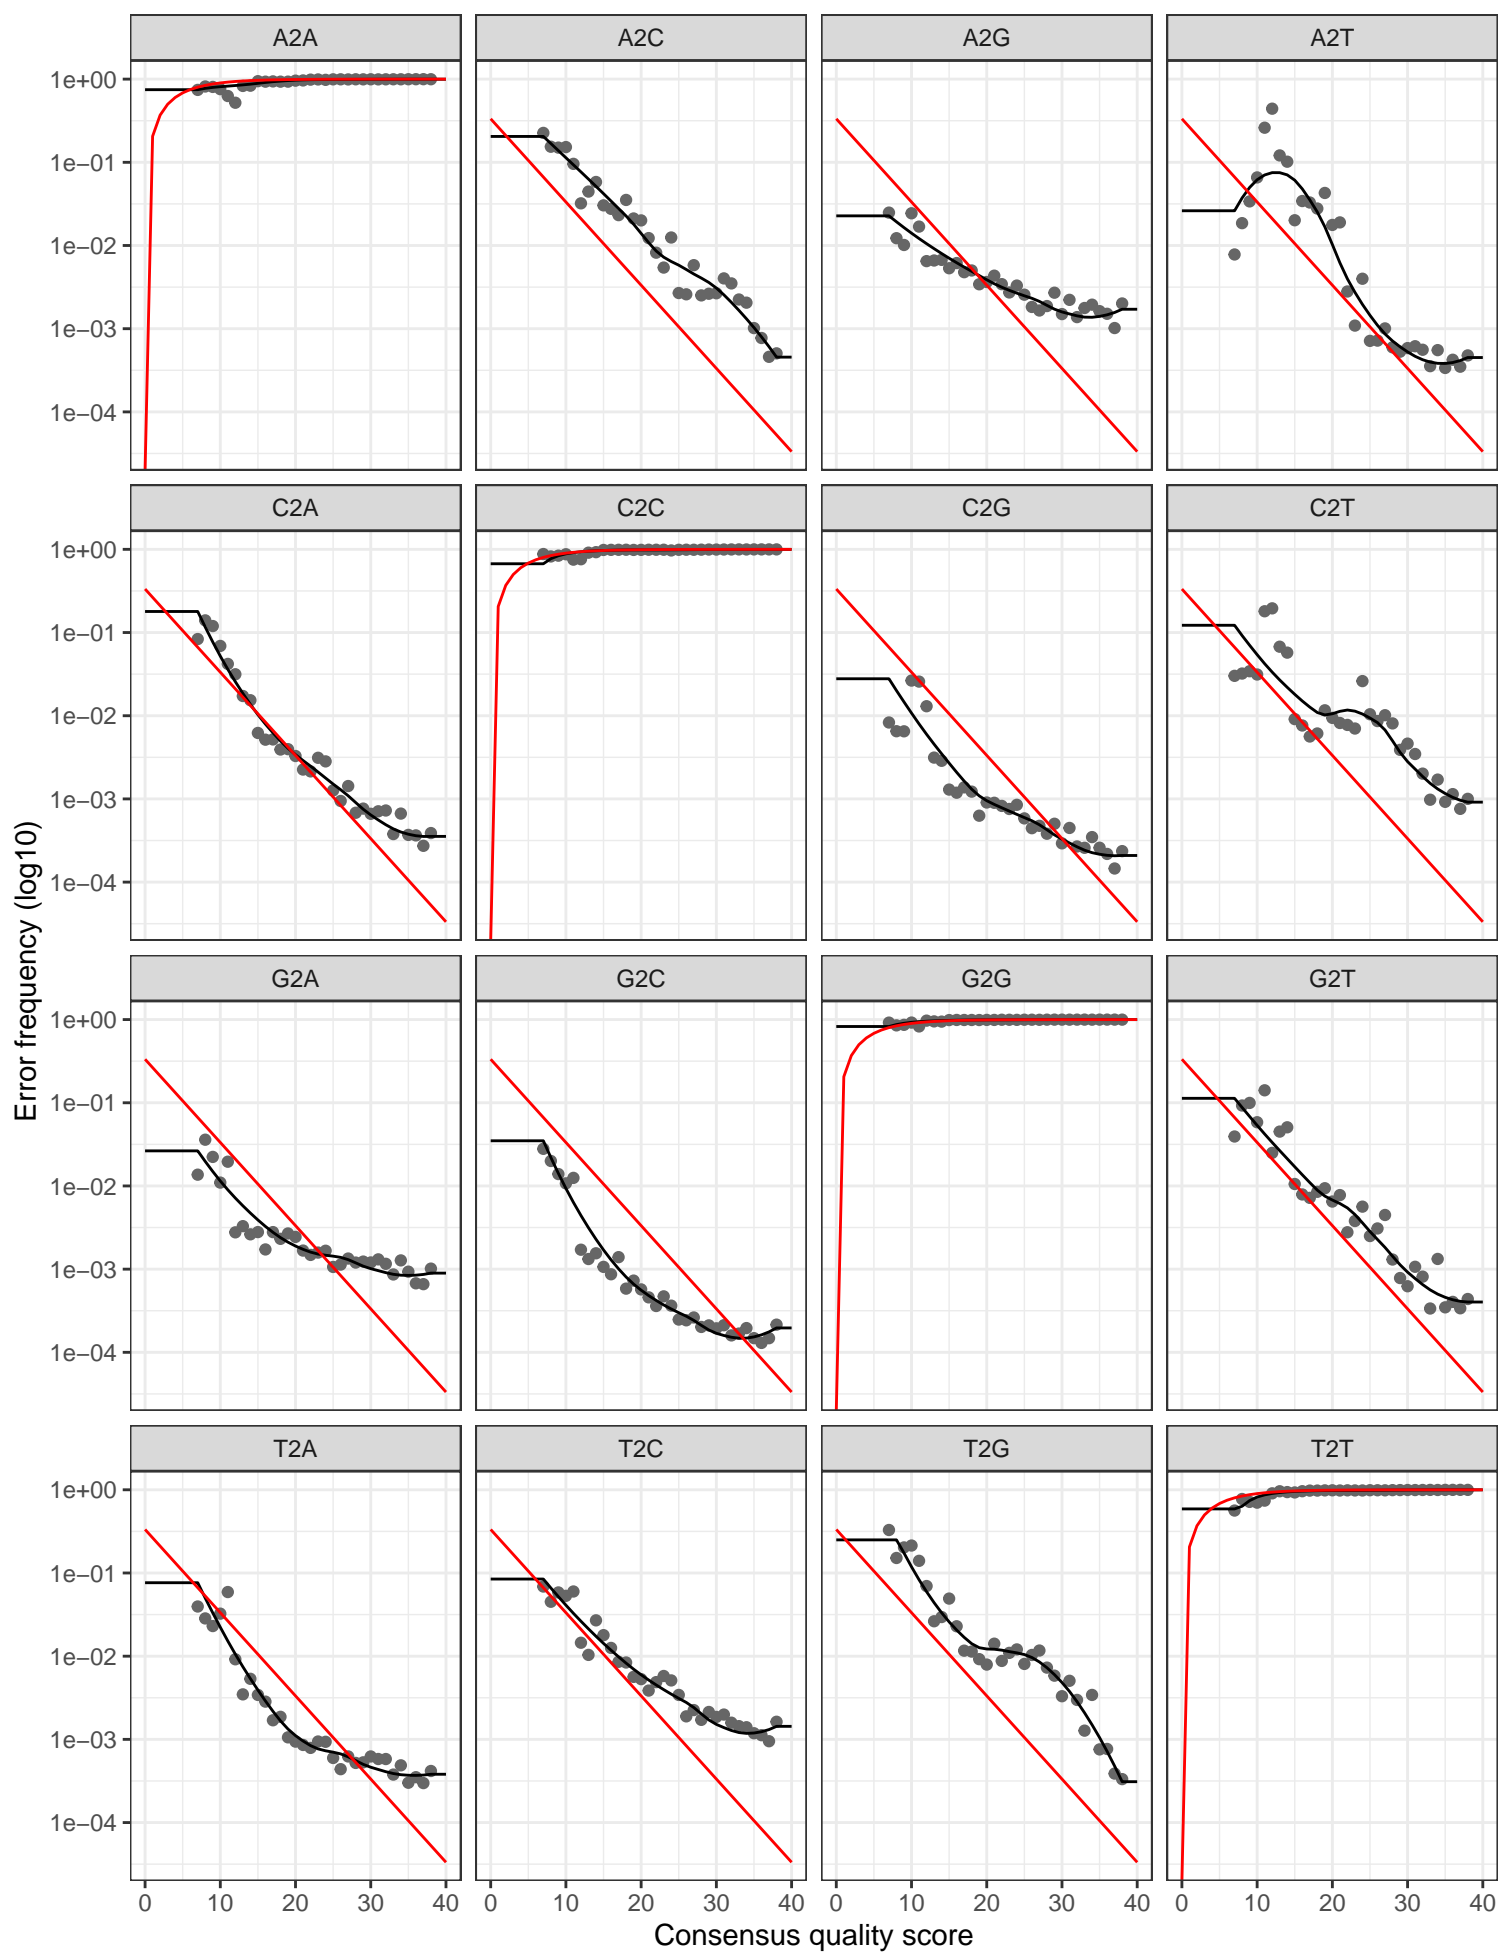 A2A A2C A2G A2T
1e+00
1e−01
1e−02
1e−03
1e−04
C2A C2C C2G C2T
1e+00
1e−01
1e−02
1e−03
1e−04
G2A G2C G2G G2T
1e+00
1e−01
1e−02
1e−03
1e−04
T2A T2C T2G T2T
1e+00
1e−01
1e−02
1e−03
1e−04
0 10 20 30 40 0 10 20 30 40 0 10 20 30 40 0 10 20 30 40
Consensus quality score
Error frequency (log10)